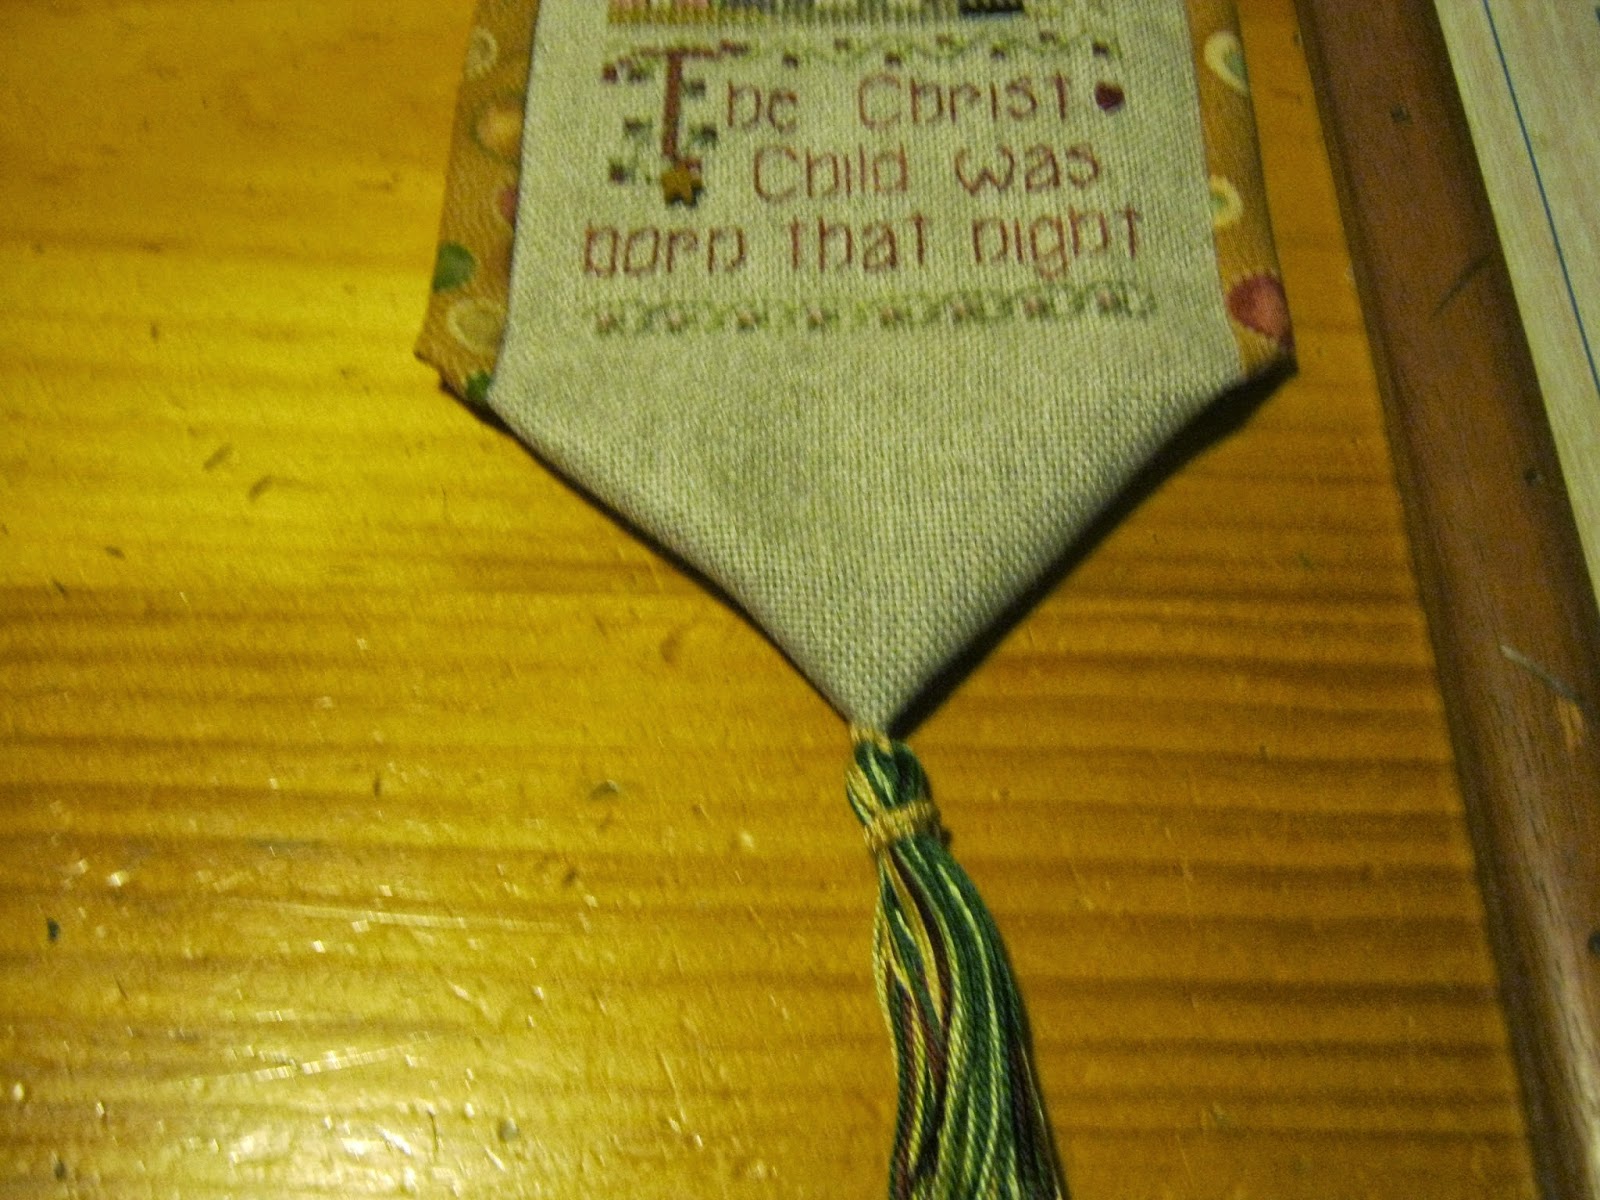 The Christ
Child was
born that night